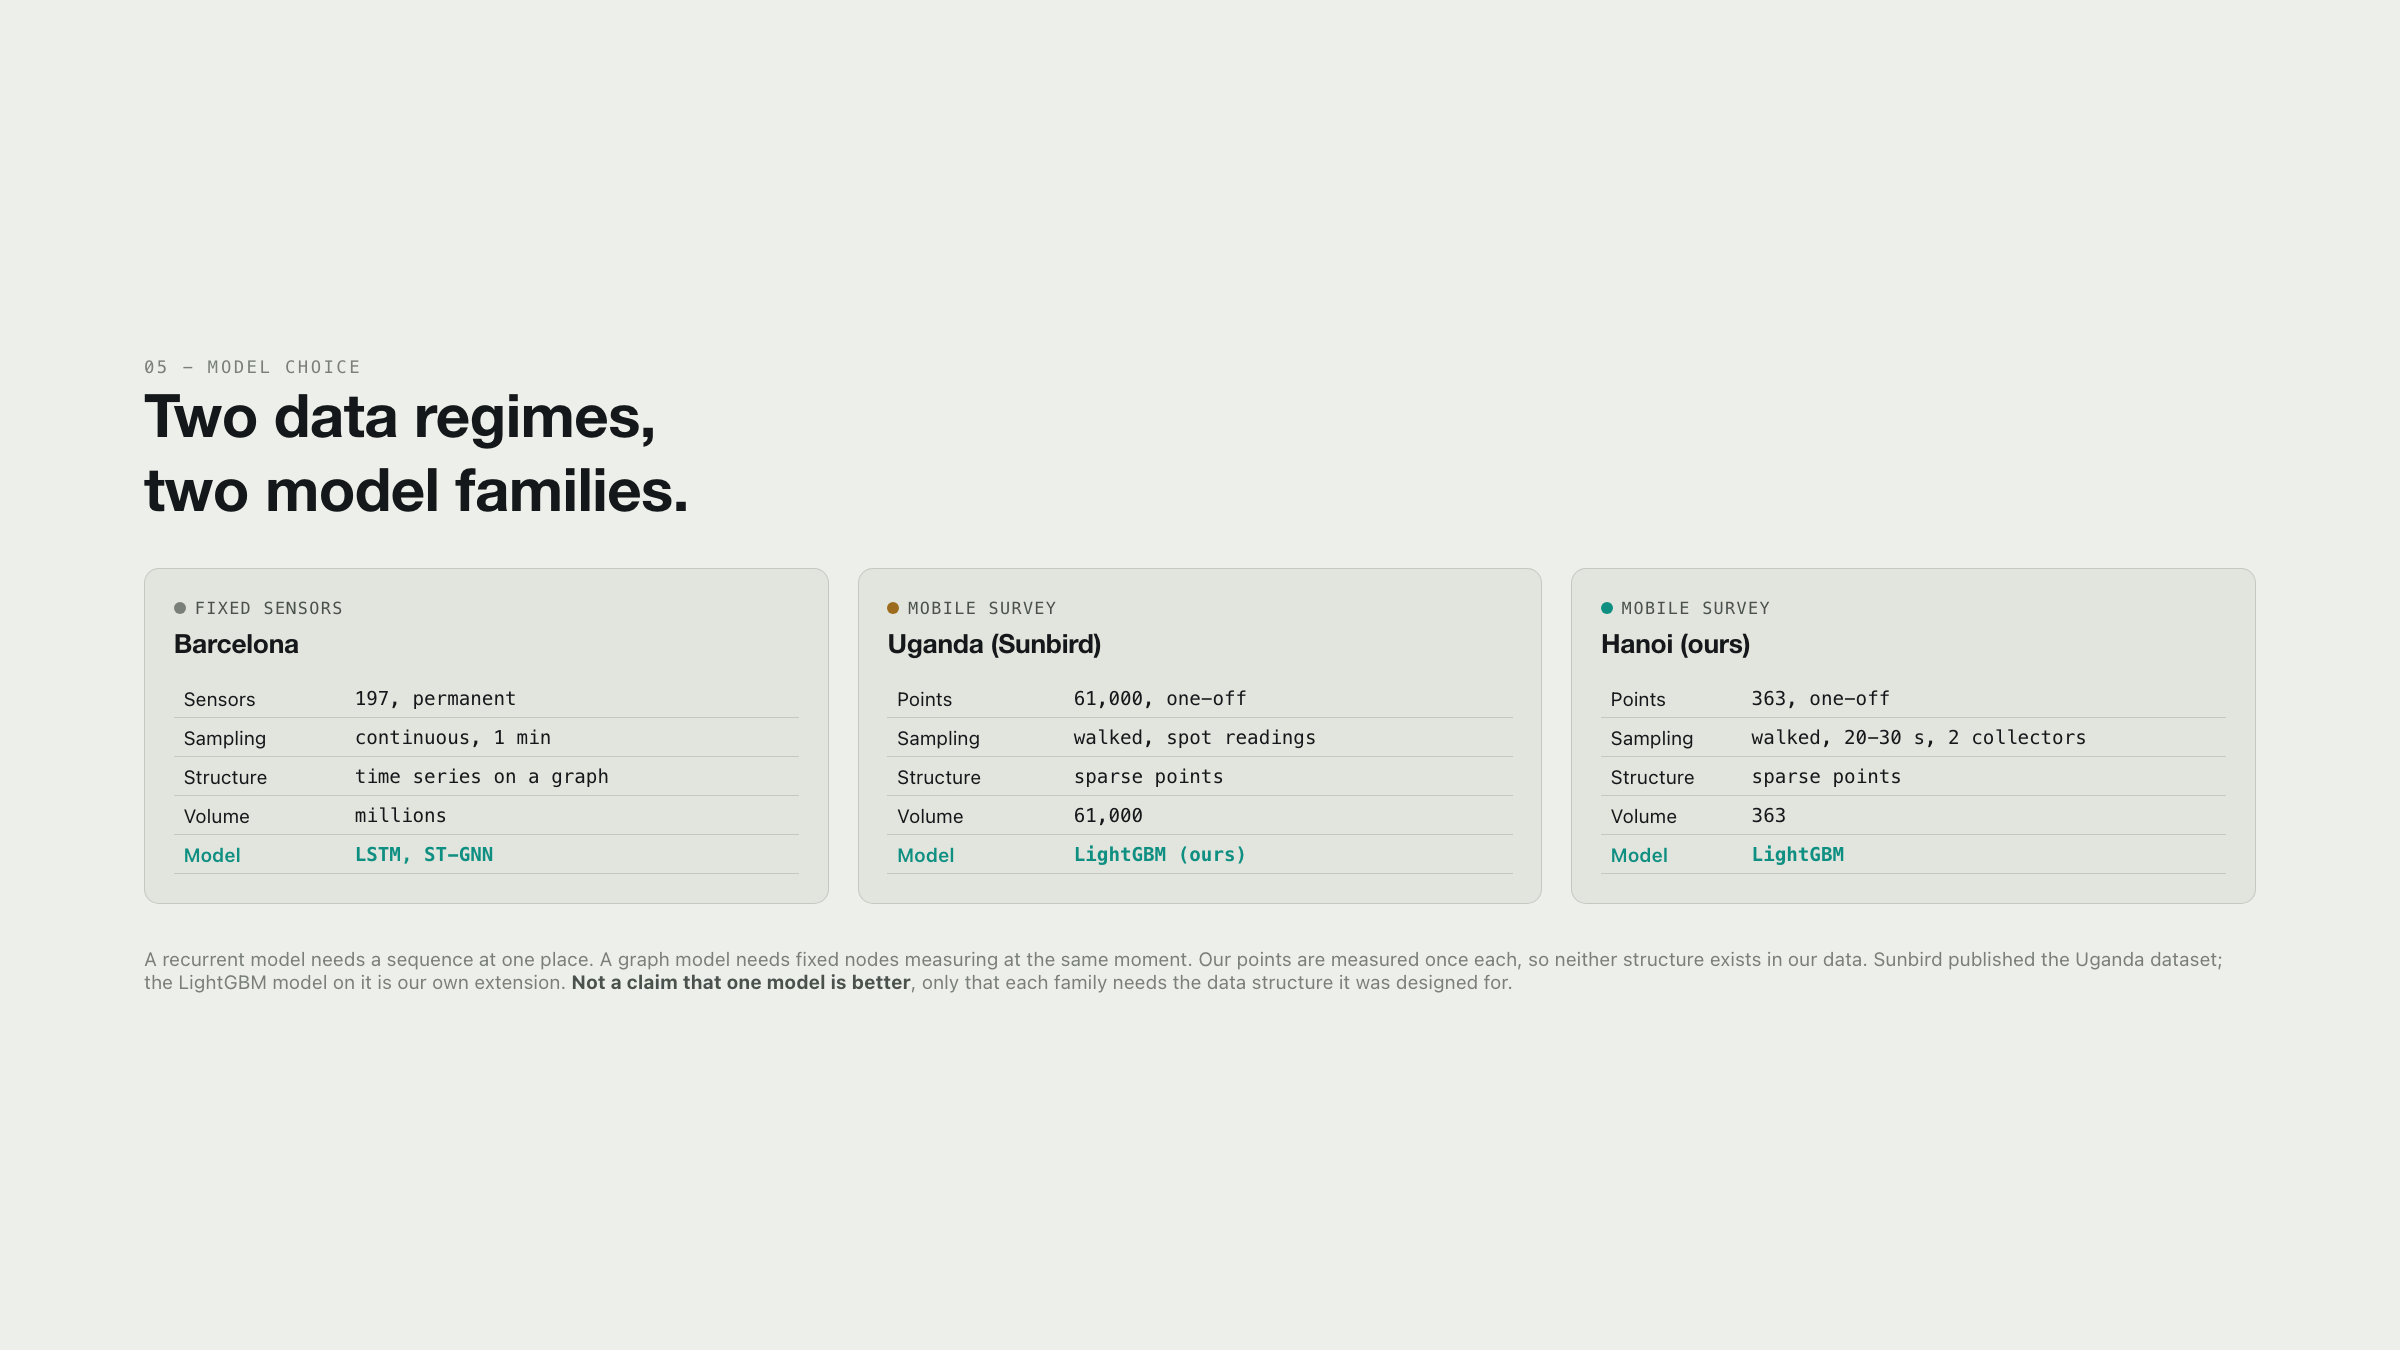 05 – MODEL CHOICE
Two data regimes,
two model families.
FIXED SENSORS
Barcelona
Sensors 197, permanent
Sampling continuous, 1 min
Structure time series on a graph
Volume millions
Model LSTM, ST–GNN
MOBILE SURVEY
Uganda (Sunbird)
Points 61,000, one–off
Sampling walked, spot readings
Structure sparse points
Volume 61,000
Model LightGBM (ours)
MOBILE SURVEY
Hanoi (ours)
Points 363, one–off
Sampling walked, 20–30 s, 2 collectors
Structure sparse points
Volume 363
Model LightGBM
A recurrent model needs a sequence at one place. A graph model needs fixed nodes measuring at the same moment. Our points are measured once each, so neither structure exists in our data. Sunbird published the Uganda dataset;
the LightGBM model on it is our own extension. Not a claim that one model is better, only that each family needs the data structure it was designed for.